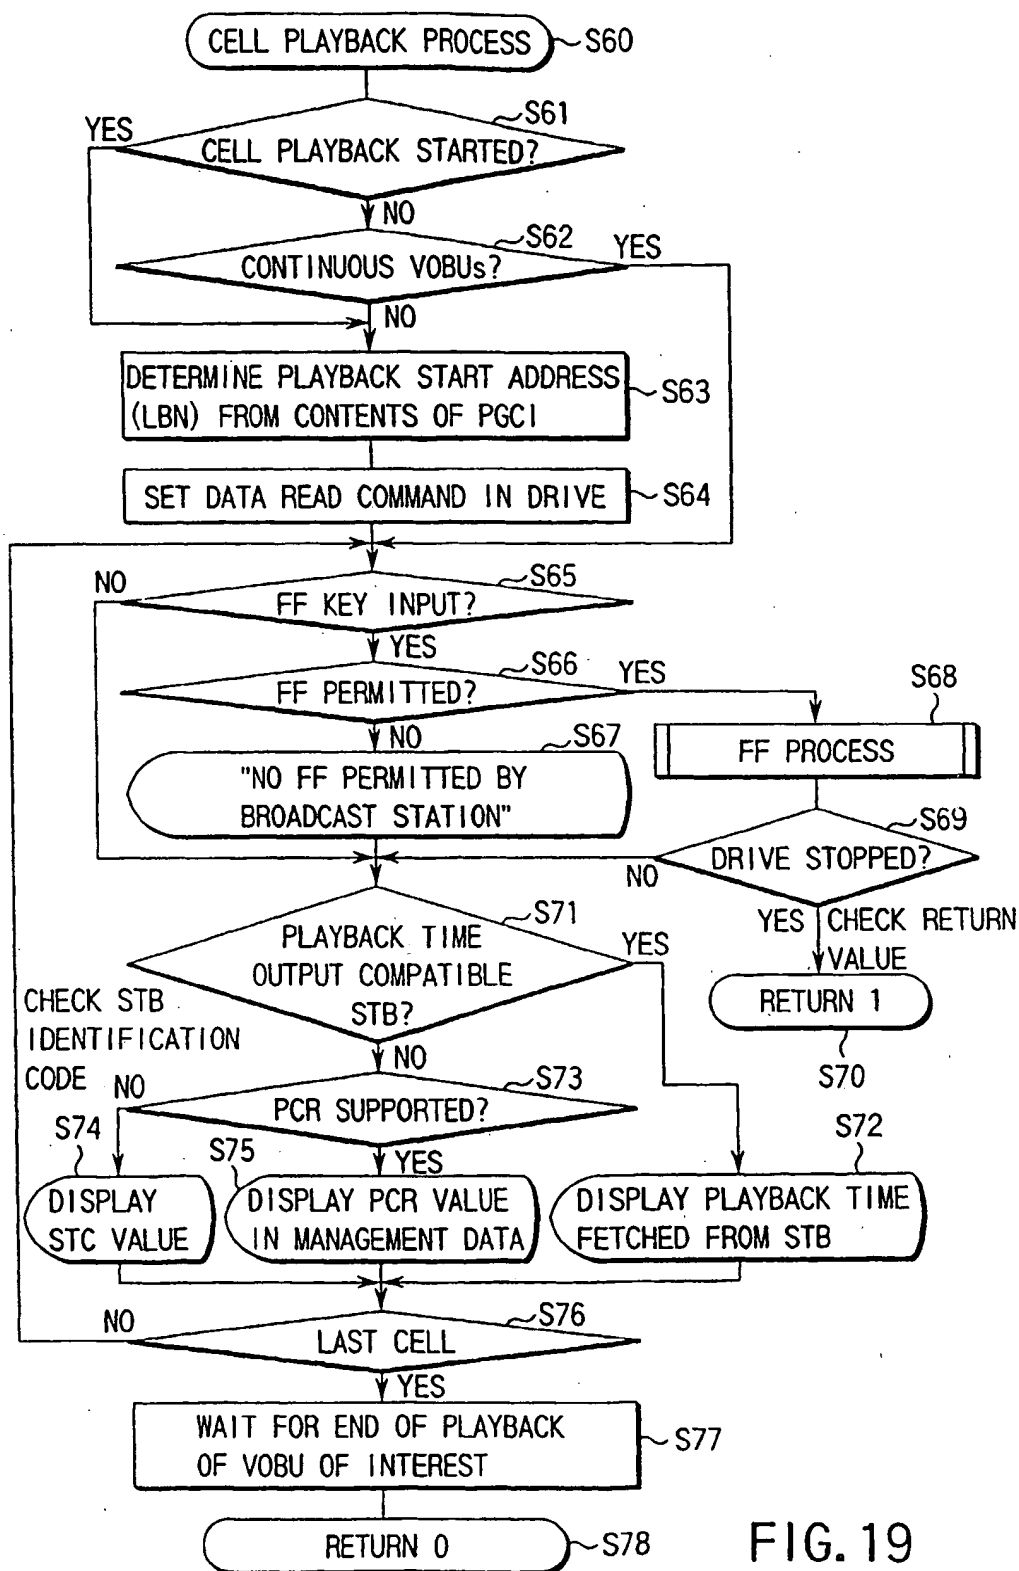 CELL PLAYBACK PROCESS
S60
S61
YES
CELL PLAYBACK STARTED?
NO
S62
YES
CONTINUOUS VOBUs?
NO
DETERMINE PLAYBACK START ADDRESS
(LBN) FROM CONTENTS OF PGCI
S63
SET DATA READ COMMAND IN DRIVE
S64
NO
S65
FF KEY INPUT?
YES
S66
YES
FF PERMITTED?
S68
NO
S67
FF PROCESS
"NO FF PERMITTED BY
BROADCAST STATION"
S69
DRIVE STOPPED?
NO
YES
CHECK RETURN
VALUE
RETURN 1
S70
S71
YES
PLAYBACK TIME
OUTPUT COMPATIBLE
STB?
CHECK STB
IDENTIFICATION
CODE
NO
NO
S73
PCR SUPPORTED?
S74
S75
YES
S72
DISPLAY
STC VALUE
DISPLAY PCR VALUE
IN MANAGEMENT DATA
DISPLAY PLAYBACK TIME
FETCHED FROM STB
NO
S76
LAST CELL
YES
WAIT FOR END OF PLAYBACK
OF VOBU OF INTEREST
S77
RETURN 0
S78
FIG. 19